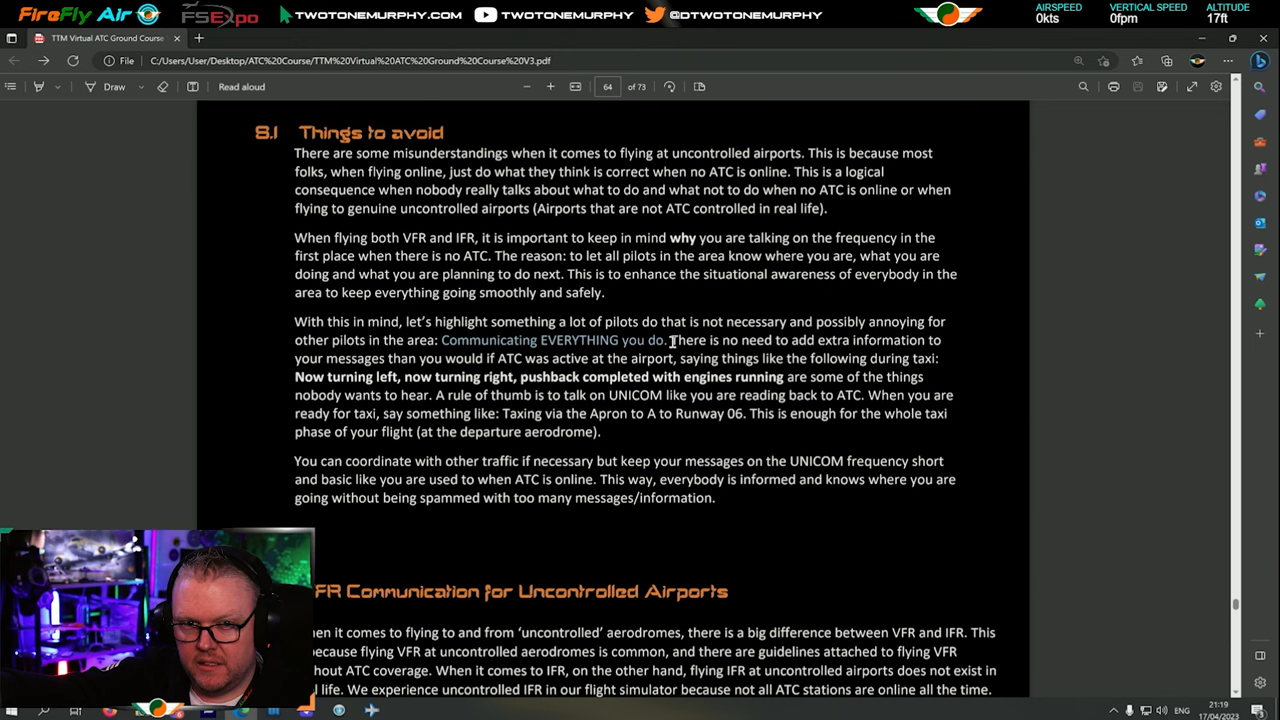 FireFly Air
FSExpo
TWOTONEMURPHY.COM
TWOTONEMURPHY
@DTWOTONEMURPHY
AIRSPEED
0kts
VERTICAL SPEED
0fpm
ALTITUDE
17ft
TTM Virtual ATC Ground Course
File
C:/Users/User/Desktop/ATC%20Course/TTM%20Virtual%20ATC%20Ground%20Course%20V3.pdf
Draw
Read aloud
64 of 73
8.1 Things to avoid
There are some misunderstandings when it comes to flying at uncontrolled airports. This is because most
folks, when flying online, just do what they think is correct when no ATC is online. This is a logical
consequence when nobody really talks about what to do and what not to do when no ATC is online or when
flying to genuine uncontrolled airports (Airports that are not ATC controlled in real life).
When flying both VFR and IFR, it is important to keep in mind why you are talking on the frequency in the
first place when there is no ATC. The reason: to let all pilots in the area know where you are, what you are
doing and what you are planning to do next. This is to enhance the situational awareness of everybody in the
area to keep everything going smoothly and safely.
With this in mind, let's highlight something a lot of pilots do that is not necessary and possibly annoying for
other pilots in the area: Communicating EVERYTHING you do. There is no need to add extra information to
your messages than you would if ATC was active at the airport, saying things like the following during taxi:
Now turning left, now turning right, pushback completed with engines running are some of the things
nobody wants to hear. A rule of thumb is to talk on UNICOM like you are reading back to ATC. When you are
ready for taxi, say something like: Taxing via the Apron to A to Runway 06. This is enough for the whole taxi
phase of your flight (at the departure aerodrome).
You can coordinate with other traffic if necessary but keep your messages on the UNICOM frequency short
and basic like you are used to when ATC is online. This way, everybody is informed and knows where you are
going without being spammed with too many messages/information.
FR Communication for Uncontrolled Airports
en it comes to flying to and from 'uncontrolled' aerodromes, there is a big difference between VFR and IFR. This
because flying VFR at uncontrolled aerodromes is common, and there are guidelines attached to flying VFR
hout ATC coverage. When it comes to IFR, on the other hand, flying IFR at uncontrolled airports does not exist in
l life. We experience uncontrolled IFR in our flight simulator because not all ATC stations are online all the time.
ENG
21:19
17/04/2023